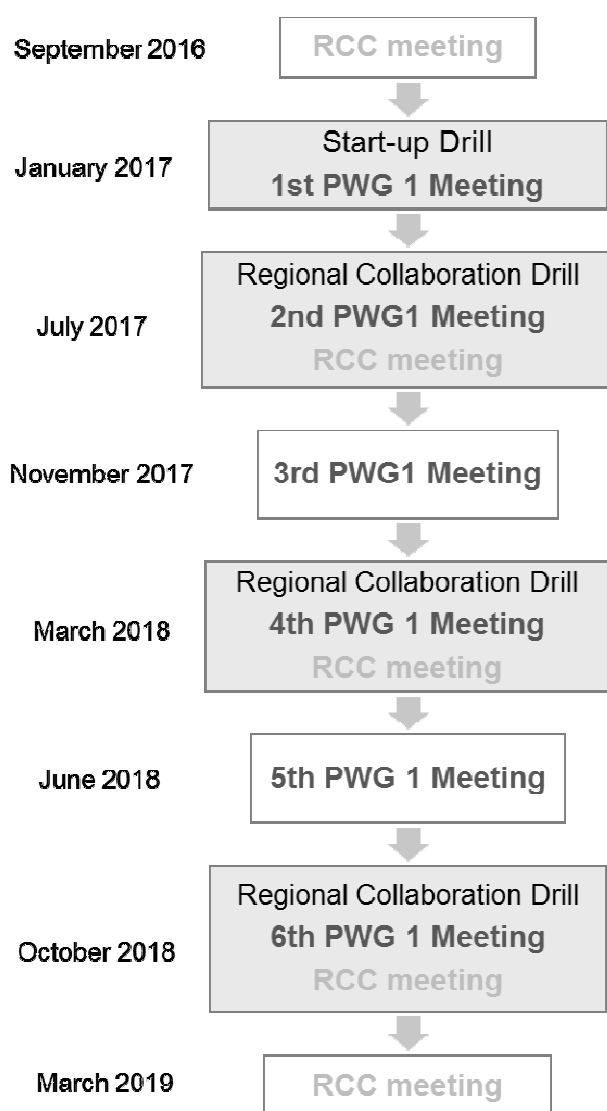 September 2016
RCC meeting
January 2017
Start-up Drill
1st PWG 1 Meeting
July 2017
Regional Collaboration Drill
2nd PWG1 Meeting
RCC meeting
November 2017
3rd PWG1 Meeting
March 2018
Regional Collaboration Drill
4th PWG 1 Meeting
RCC meeting
June 2018
5th PWG 1 Meeting
October 2018
Regional Collaboration Drill
6th PWG 1 Meeting
RCC meeting
March 2019
RCC meeting